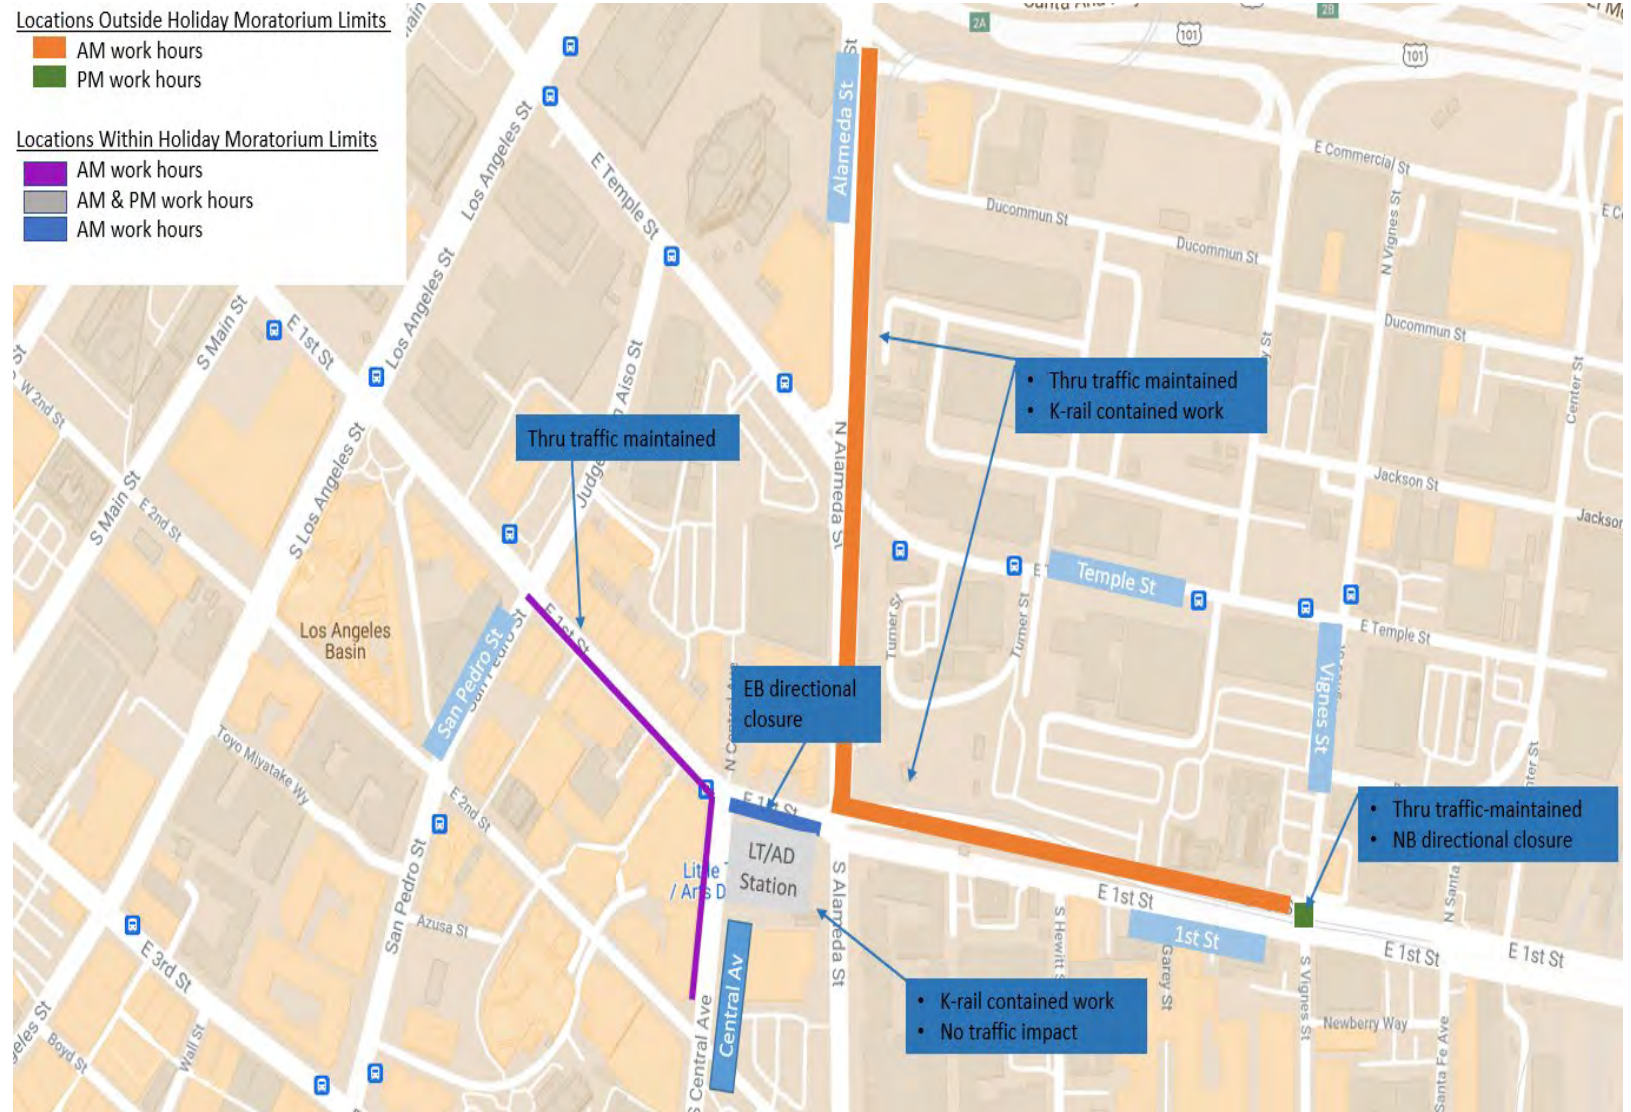 Locations Outside Holiday Moratorium Limits
AM work hours
PM work hours
Locations Within Holiday Moratorium Limits
AM work hours
AM & PM work hours
AM work hours
2A
2B
101
101
Los Angeles St
Los Angeles St
S Main St
S Main St
E 1st St
W 2nd St
E 2nd St
S Los Angeles St
E Temple St
Alameda St
St
E Commercial St
Ducommun St
Ducommun St
Ducommun St
N Vignes St
Center St
• Thru traffic maintained
• K-rail contained work
Thru traffic maintained
N Alameda St
Jackson St
Jackson
Turner St
Turner St
Temple St
E Temple St
Vignes St
Los Angeles
Basin
San Pedro St
E 1st St
EB directional
closure
Toyo Miyatake Wy
E 2nd St
San Pedro St
Azusa St
E 3rd St
Wall St
Boyd St
LT/AD
Station
S Alameda St
Central Av
S Central Ave
• K-rail contained work
• No traffic impact
• Thru traffic-maintained
• NB directional closure
E 1st St
1st St
E 1st St
E 1st St
Garey St
S Vignes St
Newberry Way